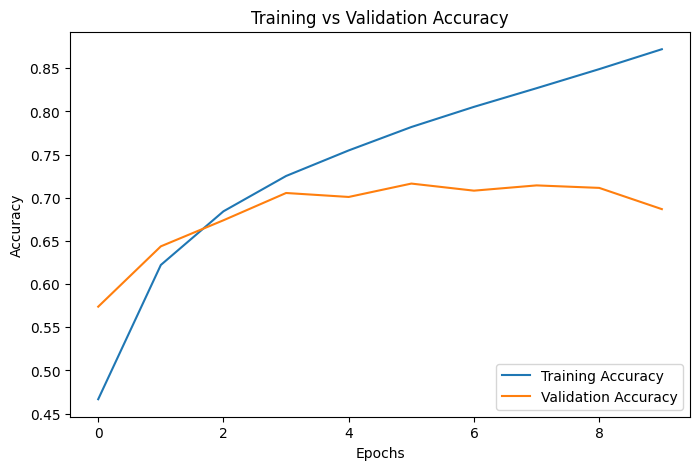 Training vs Validation Accuracy
Accuracy
0.85
0.80
0.75
0.70
0.65
0.60
0.55
0.50
0.45
0 2 4 6 8
Epochs
Training Accuracy
Validation Accuracy